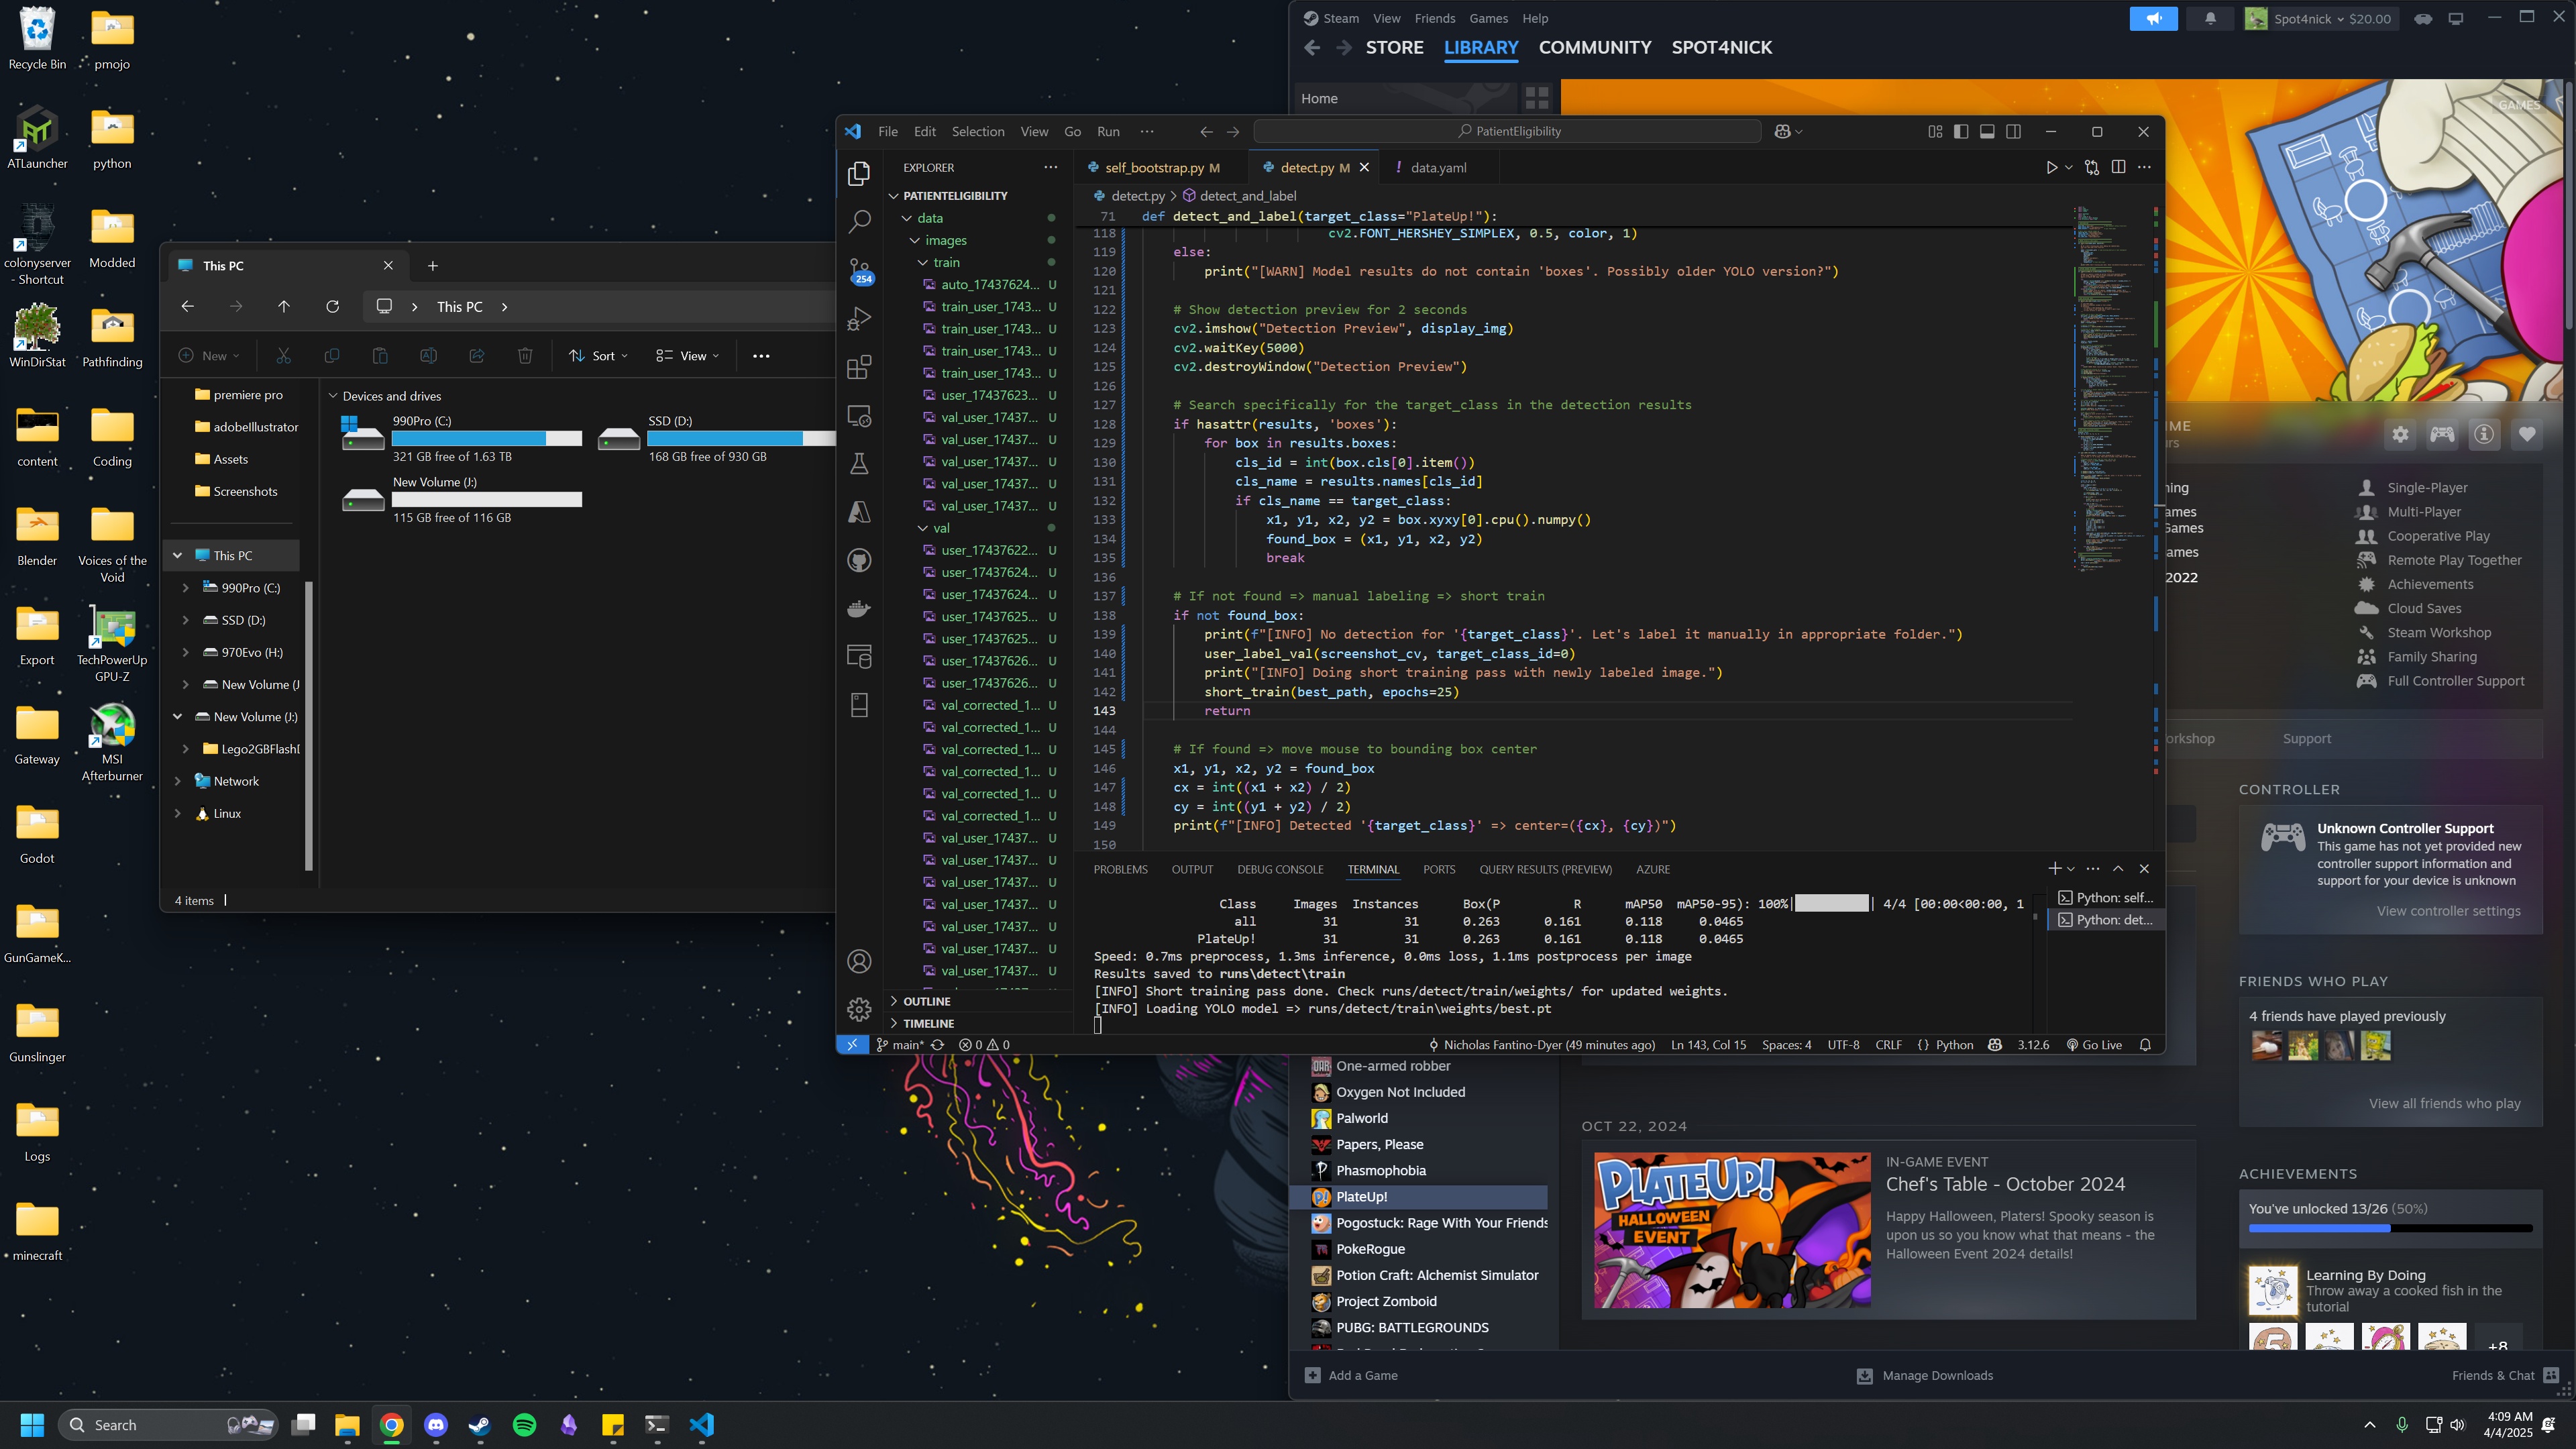 Recycle Bin
pmojo
ATLauncher
python
colonyserver - Shortcut
Modded
WinDirStat
Pathfinding
content
Coding
Blender
Voices of the Void
Export
TechPowerUp GPU-Z
Gateway
MSI Afterburner
Godot
GunGameK...
Gunslinger
Logs
minecraft
This PC
This PC
New
Sort
View
premiere pro
adobeIllustrator
Assets
Screenshots
This PC
990Pro (C:)
SSD (D:)
970Evo (H:)
New Volume (J
New Volume (J:)
Lego2GBFlash
Network
Linux
Devices and drives
990Pro (C:)
321 GB free of 1.63 TB
SSD (D:)
168 GB free of 930 GB
New Volume (J:)
115 GB free of 116 GB
4 items
File Edit Selection View Go Run ...
PatientEligibility
EXPLORER
PATIENTELIGIBILITY
data
images
train
auto_17437624... U
train_user_1743... U
train_user_1743... U
train_user_1743... U
train_user_1743... U
user_17437623... U
val_user_17437... U
val_user_17437... U
val_user_17437... U
val_user_17437... U
val_user_17437... U
val
user_17437622... U
user_17437624... U
user_17437624... U
user_17437625... U
user_17437625... U
user_17437626... U
user_17437626... U
val_corrected_1... U
val_corrected_1... U
val_corrected_1... U
val_corrected_1... U
val_corrected_1... U
val_corrected_1... U
val_user_17437... U
val_user_17437... U
val_user_17437... U
val_user_17437... U
val_user_17437... U
val_user_17437... U
val_user_17437... U
OUTLINE
TIMELINE
254
self_bootstrap.py M
detect.py M
! data.yaml
detect.py > detect_and_label
71 def detect_and_label(target_class="PlateUp!"):
118 cv2.FONT_HERSHEY_SIMPLEX, 0.5, color, 1)
119 else:
120 print("[WARN] Model results do not contain 'boxes'. Possibly older YOLO version?")
121
122 # Show detection preview for 2 seconds
123 cv2.imshow("Detection Preview", display_img)
124 cv2.waitKey(5000)
125 cv2.destroyWindow("Detection Preview")
126
127 # Search specifically for the target_class in the detection results
128 if hasattr(results, 'boxes'):
129 for box in results.boxes:
130 cls_id = int(box.cls[0].item())
131 cls_name = results.names[cls_id]
132 if cls_name == target_class:
133 x1, y1, x2, y2 = box.xyxy[0].cpu().numpy()
134 found_box = (x1, y1, x2, y2)
135 break
136
137 # If not found => manual labeling => short train
138 if not found_box:
139 print(f"[INFO] No detection for '{target_class}'. Let's label it manually in appropriate folder.")
140 user_label_val(screenshot_cv, target_class_id=0)
141 print("[INFO] Doing short training pass with newly labeled image.")
142 short_train(best_path, epochs=25)
143 return
144
145 # If found => move mouse to bounding box center
146 x1, y1, x2, y2 = found_box
147 cx = int((x1 + x2) / 2)
148 cy = int((y1 + y2) / 2)
149 print(f"[INFO] Detected '{target_class}' => center=({cx}, {cy})")
150
PROBLEMS OUTPUT DEBUG CONSOLE TERMINAL PORTS QUERY RESULTS (PREVIEW) AZURE
Class Images Instances Box(P R mAP50 mAP50-95): 100%| | 4/4 [00:00<00:00, 1
all 31 31 0.263 0.161 0.118 0.0465
PlateUp! 31 31 0.263 0.161 0.118 0.0465
Speed: 0.7ms preprocess, 1.3ms inference, 0.0ms loss, 1.1ms postprocess per image
Results saved to runs\detect\train
[INFO] Short training pass done. Check runs/detect/train/weights/ for updated weights.
[INFO] Loading YOLO model => runs/detect/train\weights/best.pt
Python: self...
Python: det...
main* 0 0
Nicholas Fantino-Dyer (49 minutes ago) Ln 143, Col 15 Spaces: 4 UTF-8 CRLF {} Python 3.12.6 Go Live
Steam View Friends Games Help
Spot4nick $20.00
STORE LIBRARY COMMUNITY SPOT4NICK
Home
GAMES
Single-Player
Multi-Player
Cooperative Play
Remote Play Together
Achievements
Cloud Saves
Steam Workshop
Family Sharing
Full Controller Support
ames
Games
ames
2022
orkshop
Support
CONTROLLER
Unknown Controller Support
This game has not yet provided new
controller support information and
support for your device is unknown
View controller settings
FRIENDS WHO PLAY
4 friends have played previously
View all friends who play
ACHIEVEMENTS
You've unlocked 13/26 (50%)
Learning By Doing
Throw away a cooked fish in the
tutorial
+8
One-armed robber
Oxygen Not Included
Palworld
Papers, Please
Phasmophobia
PlateUp!
Pogostuck: Rage With Your Friends
PokeRogue
Potion Craft: Alchemist Simulator
Project Zomboid
PUBG: BATTLEGROUNDS
OCT 22, 2024
PLATEUP!
HALLOWEEN
EVENT
IN-GAME EVENT
Chef's Table - October 2024
Happy Halloween, Platers! Spooky season is
upon us so you know what that means - the
Halloween Event 2024 details!
Add a Game
Manage Downloads
Friends & Chat
Search
4:09 AM
4/4/2025